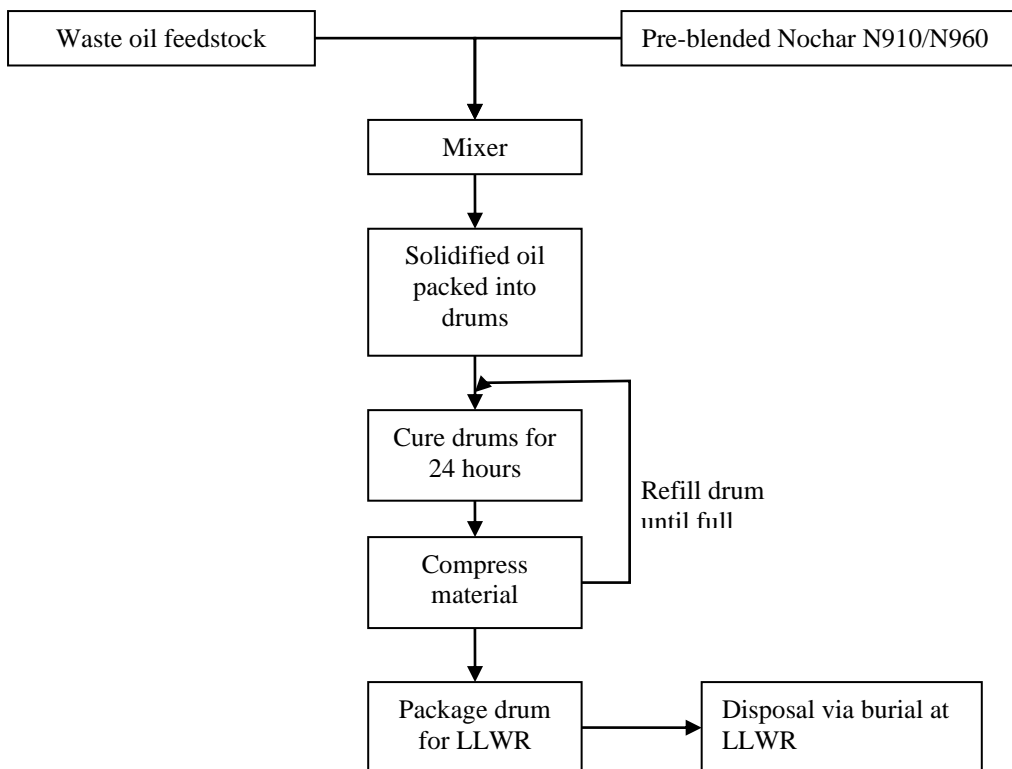 Waste oil feedstock
Pre-blended Nochar N910/N960
Mixer
Solidified oil
packed into
drums
Cure drums for
24 hours
Refill drum
until full
Compress
material
Package drum
for LLWR
Disposal via burial at
LLWR